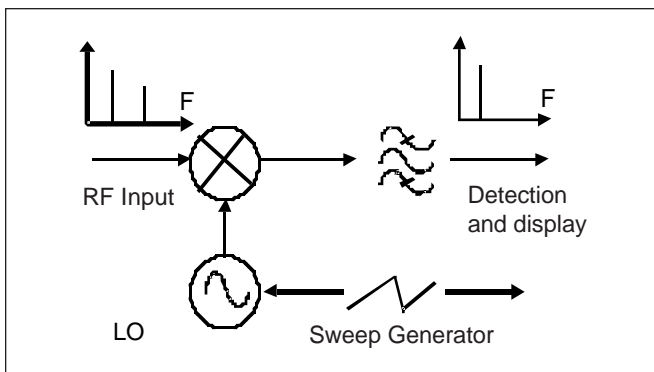 F
F
RF Input
Detection
and display
LO
Sweep Generator